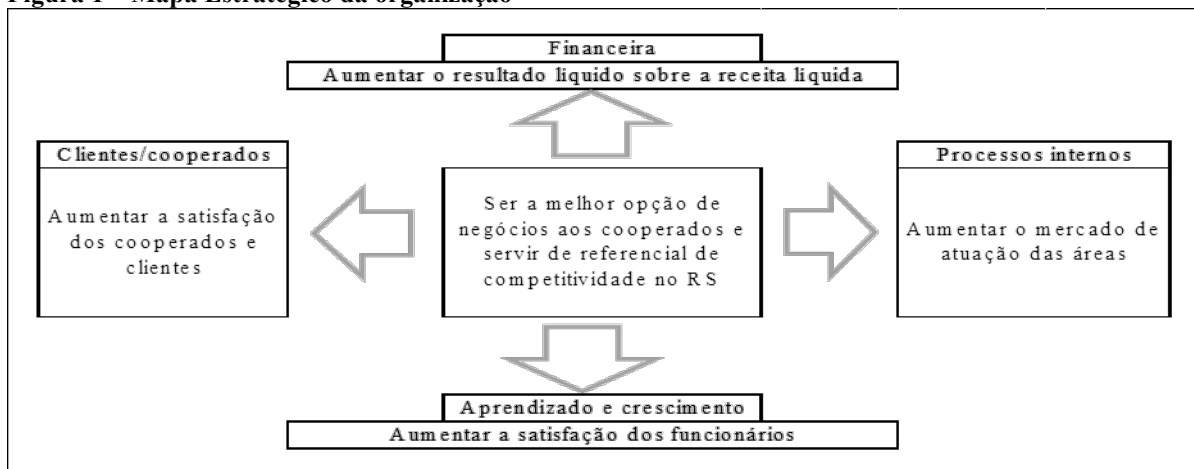 Figura 1 – Mapa Estratégico da organização
Financeira
Aumentar o resultado liquido sobre a receita liquida
Clientes/cooperados
Aumentar a satisfação
dos cooperados e
clientes
Ser a melhor opção de
negócios aos cooperados e
servir de referencial de
competitividade no RS
Processos internos
Aumentar o mercado de
atuação das áreas
Aprendizado e crescimento
Aumentar a satisfação dos funcionários